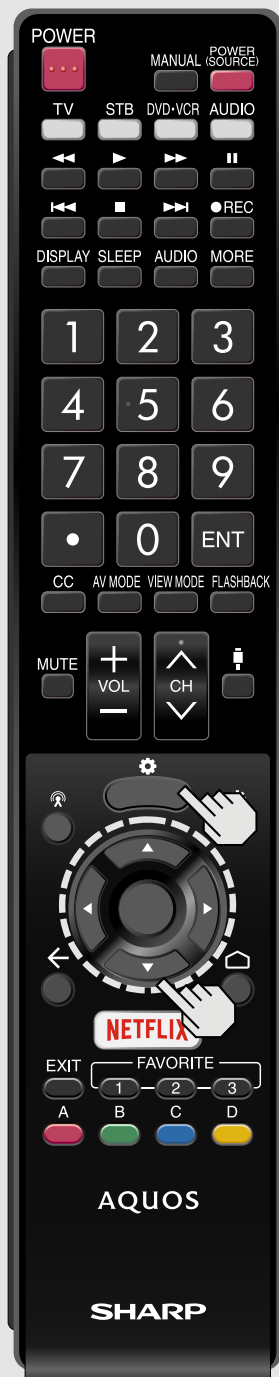 POWER
MANUAL POWER (SOURCE)
TV STB DVD•VCR AUDIO
●REC
DISPLAY SLEEP AUDIO MORE
1 2 3
4 5 6
7 8 9
• 0 ENT
CC AV MODE VIEW MODE FLASHBACK
MUTE + VOL − CH
NETFLIX
EXIT FAVORITE
1 2 3
A B C D
AQUOS
SHARP